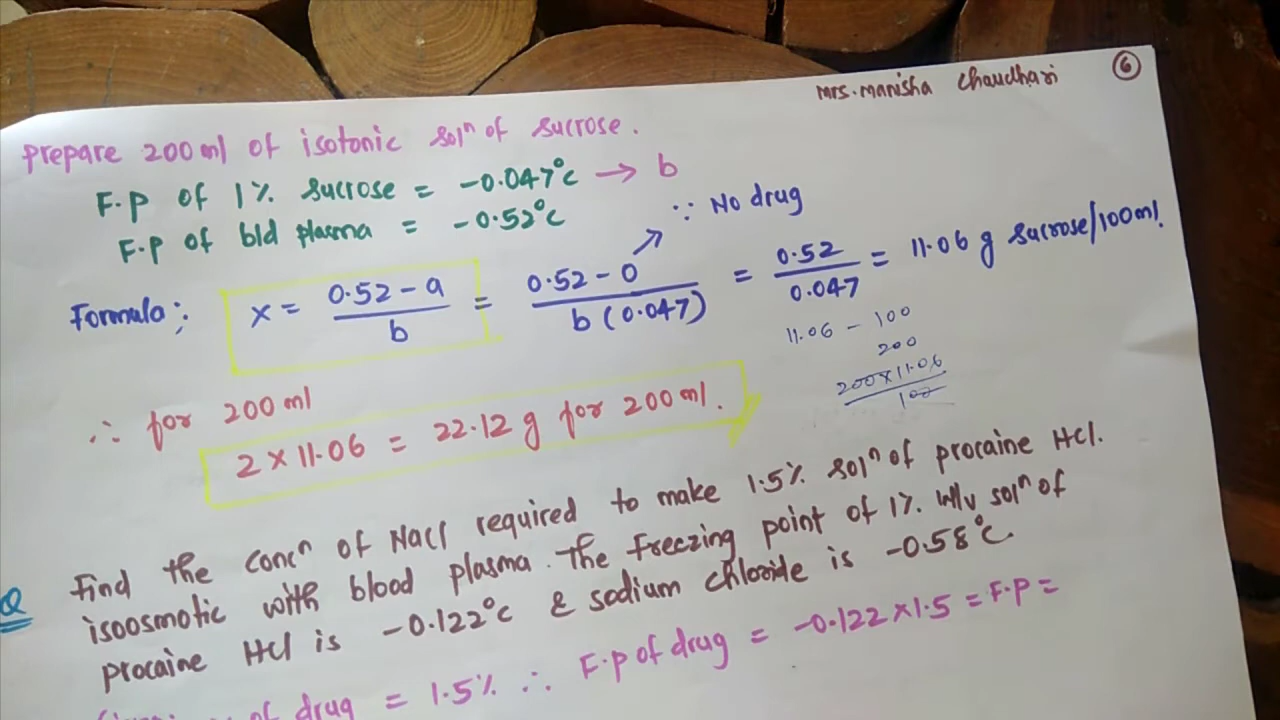 Mrs. Manisha Chaudhari 6
Prepare 200 ml of isotonic solⁿ of sucrose.
F.p of 1% sucrose = -0.047°C → b
F.p of bld plasma = -0.52°C
∵ No drug
Formula: x = 0.52 - a / b = 0.52 - 0 / b (0.047) = 0.52 / 0.047 = 11.06 g sucrose/100ml.
11.06 - 100
200
200×11.06 / 100
∴ for 200 ml
2 × 11.06 = 22.12 g for 200 ml.
Q Find the concⁿ of Nacl required to make 1.5% solⁿ of procaine HCl.
isoosmotic with blood plasma. The Freezing point of 1% w/v solⁿ of
procaine HCl is -0.122°C & sodium chloride is -0.58°C.
of drug = 1.5% ∴ F.p of drug = -0.122 × 1.5 = F.P =